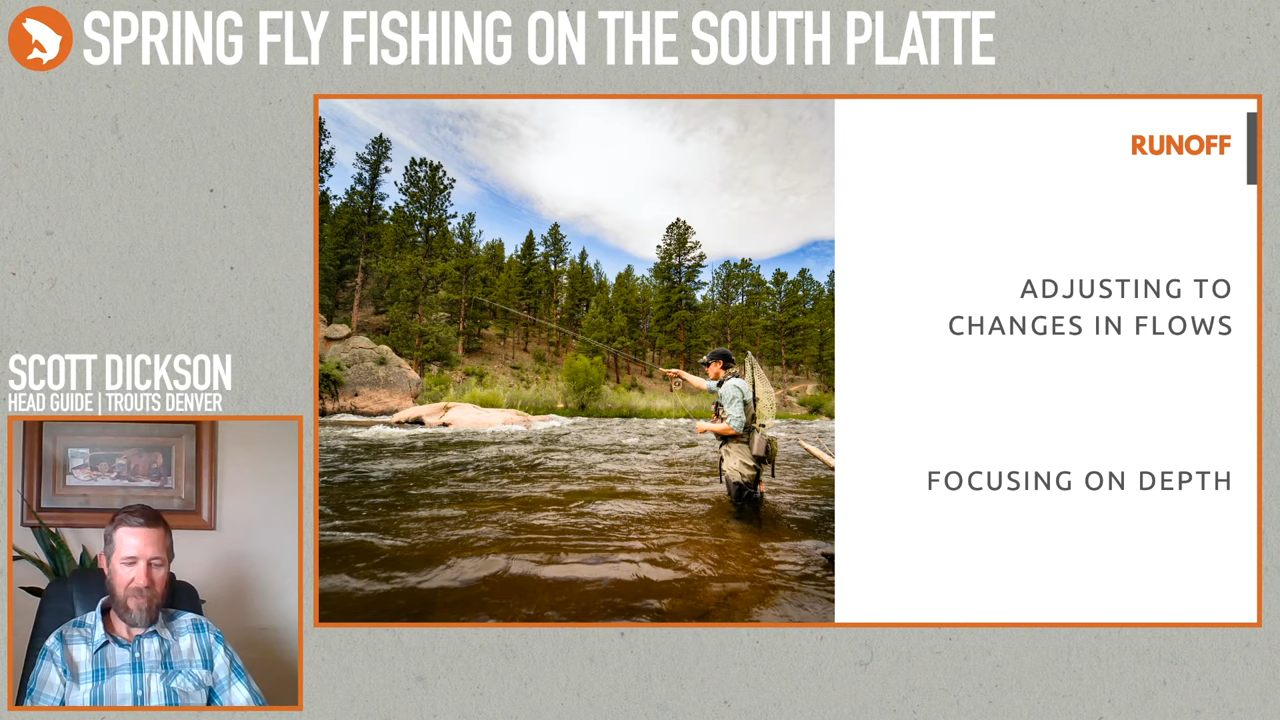 SPRING FLY FISHING ON THE SOUTH PLATTE
RUNOFF
ADJUSTING TO
CHANGES IN FLOWS
FOCUSING ON DEPTH
SCOTT DICKSON
HEAD GUIDE | TROUTS DENVER